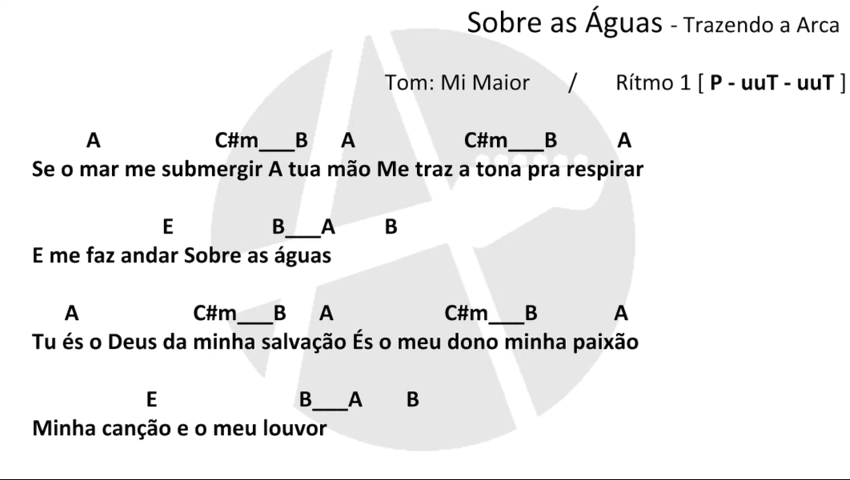 Sobre as Águas - Trazendo a Arca
Tom: Mi Maior / Rítmo 1 [ P - uuT - uuT ]
A C#m___B A C#m___B A
Se o mar me submergir A tua mão Me traz a tona pra respirar
E B___A B
E me faz andar Sobre as águas
A C#m___B A C#m___B A
Tu és o Deus da minha salvação És o meu dono minha paixão
E B___A B
Minha canção e o meu louvor